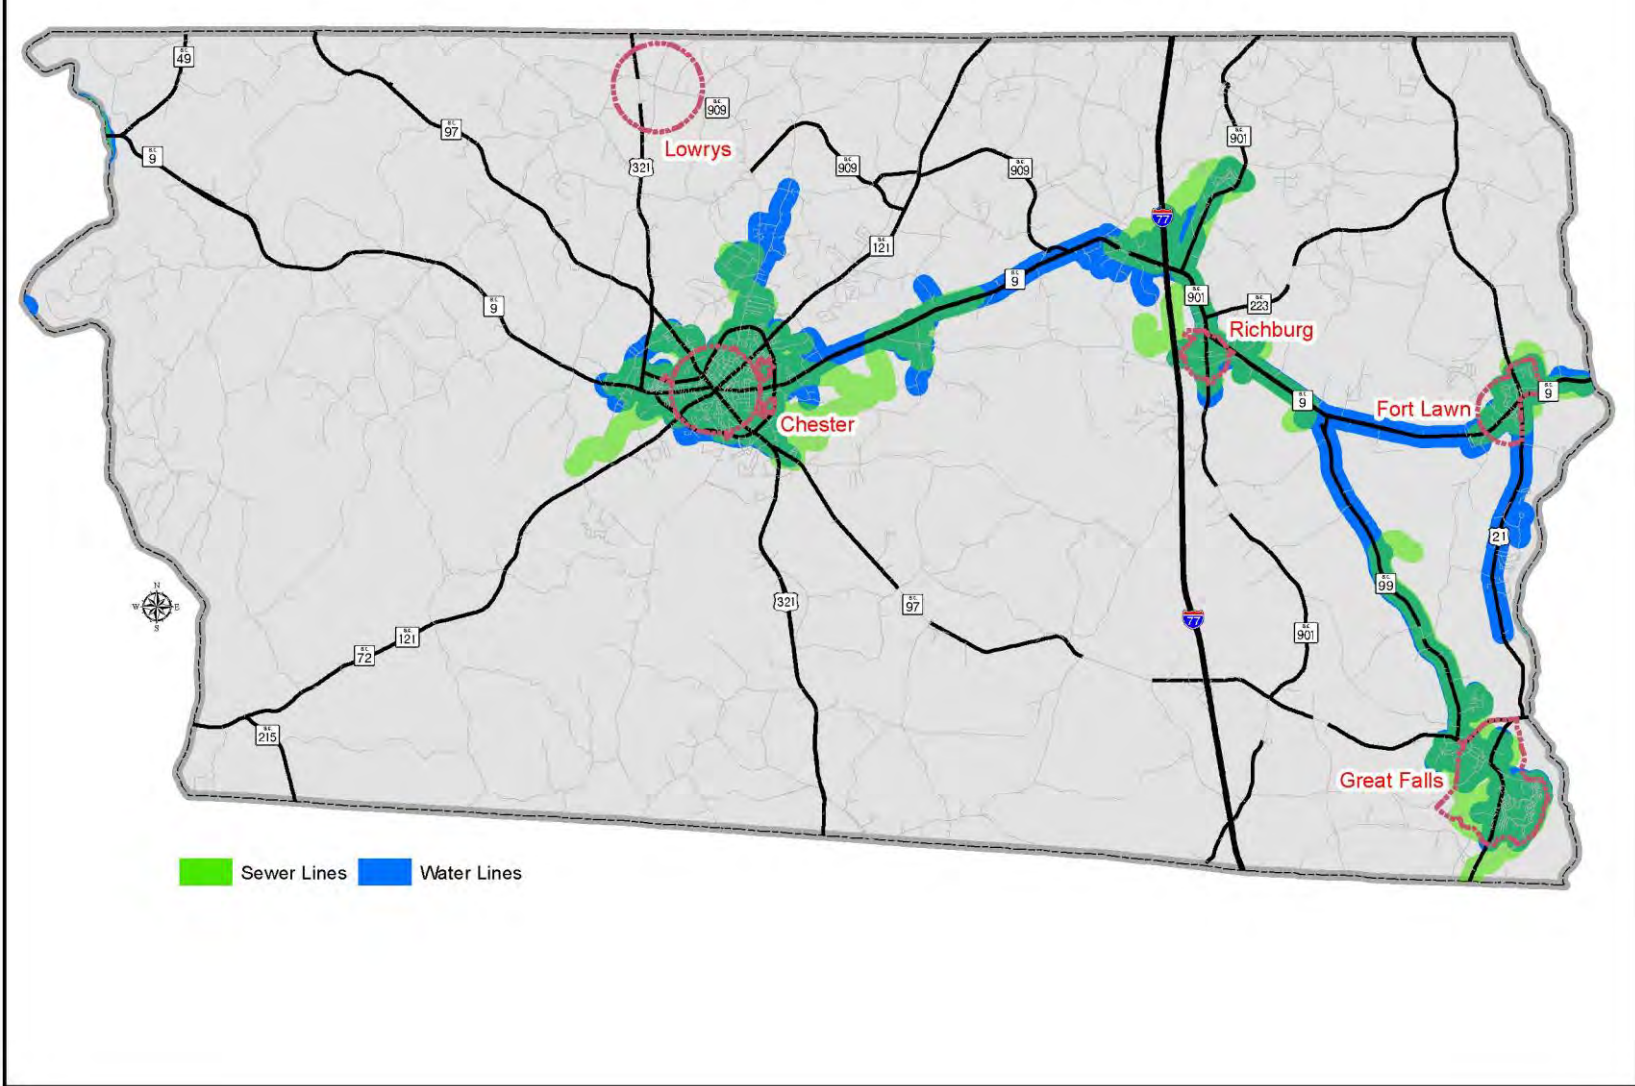 S.C.
49
S.C.
97
S.C.
909
Lowrys
S.C.
9
321
S.C.
909
S.C.
909
S.C.
901
77
S.C.
121
S.C.
9
S.C.
9
S.C.
901
S.C.
223
Richburg
S.C.
9
S.C.
9
Fort Lawn
Chester
21
S.C.
99
N
W E
S
321
S.C.
97
77
S.C.
901
S.C.
121
S.C.
72
S.C.
215
Great Falls
Sewer Lines
Water Lines